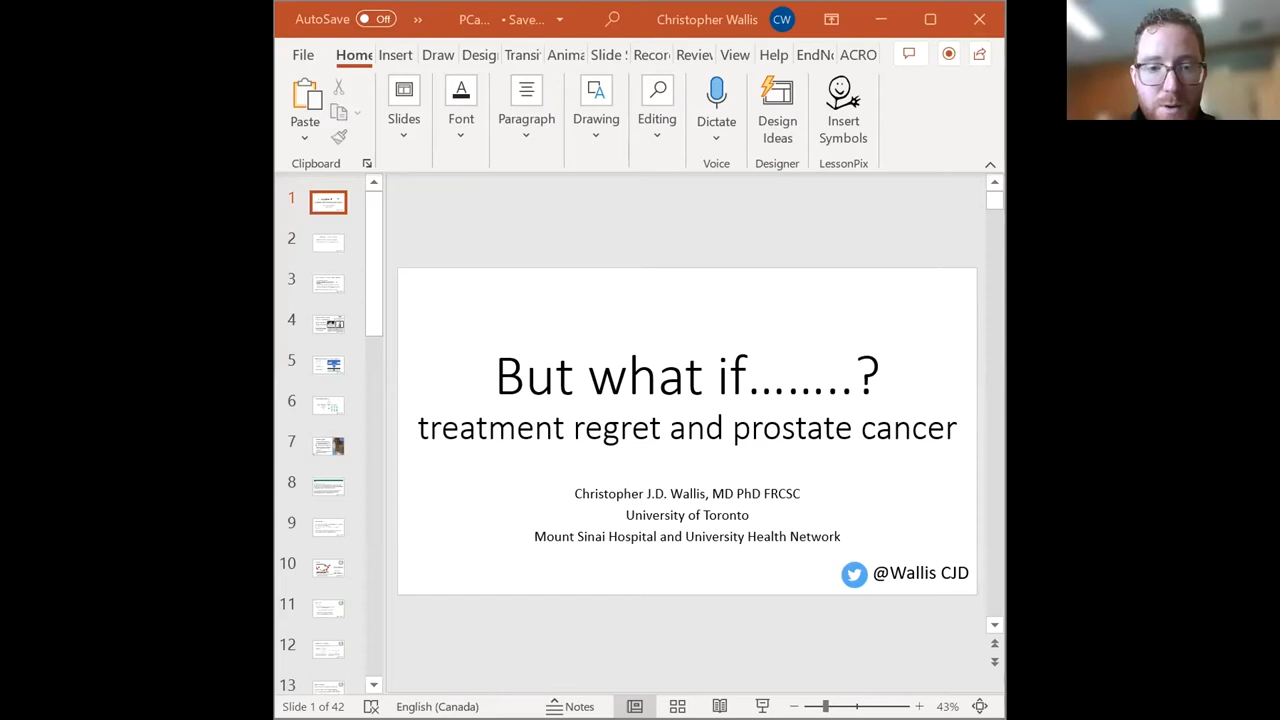 AutoSave Off PCa... • Save... Christopher Wallis CW
File Home Insert Draw Desig Transi Anima Slide Recor Review View Help EndNo ACRO
Paste Slides Font Paragraph Drawing Editing Dictate Design Ideas Insert Symbols
Clipboard Voice Designer LessonPix
1
2
3
4
5
6
7
8
9
10
11
12
13
But what if........?
treatment regret and prostate cancer
Christopher J.D. Wallis, MD PhD FRCSC
University of Toronto
Mount Sinai Hospital and University Health Network
@Wallis CJD
Slide 1 of 42 English (Canada) Notes 43%